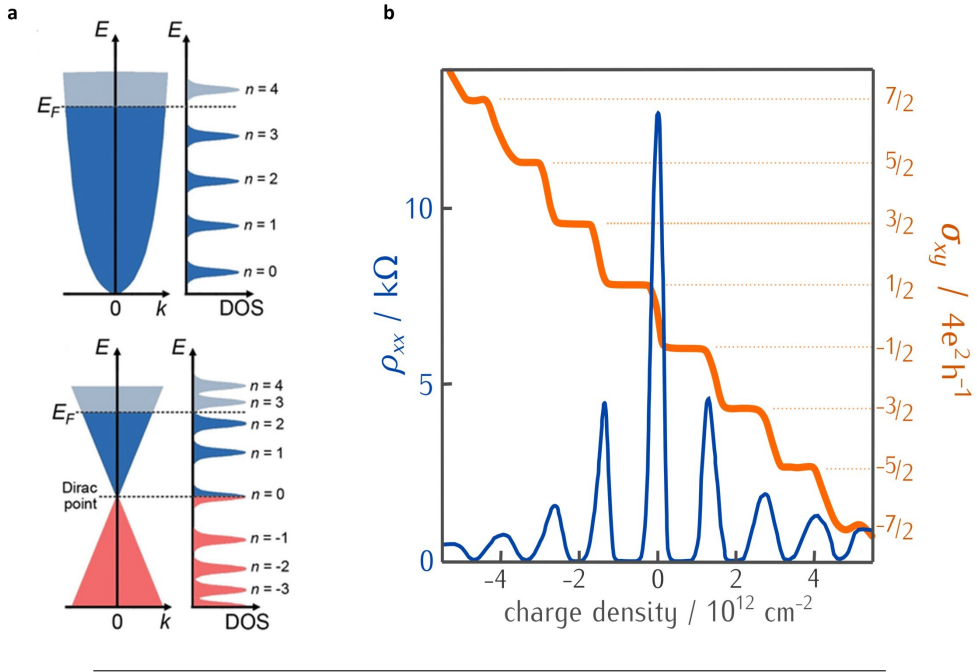 a
E
E
E_F
n = 4
n = 3
n = 2
n = 1
n = 0
0
k
DOS
E
E
E_F
n = 4
n = 3
n = 2
n = 1
Dirac
point
n = 0
n = -1
n = -2
n = -3
0
k
DOS
b
ρxx / kΩ
10
5
0
−4
−2
0
2
4
charge density / 10¹² cm⁻²
7/2
5/2
3/2
1/2
−1/2
−3/2
−5/2
−7/2
σxy / 4e²h⁻¹